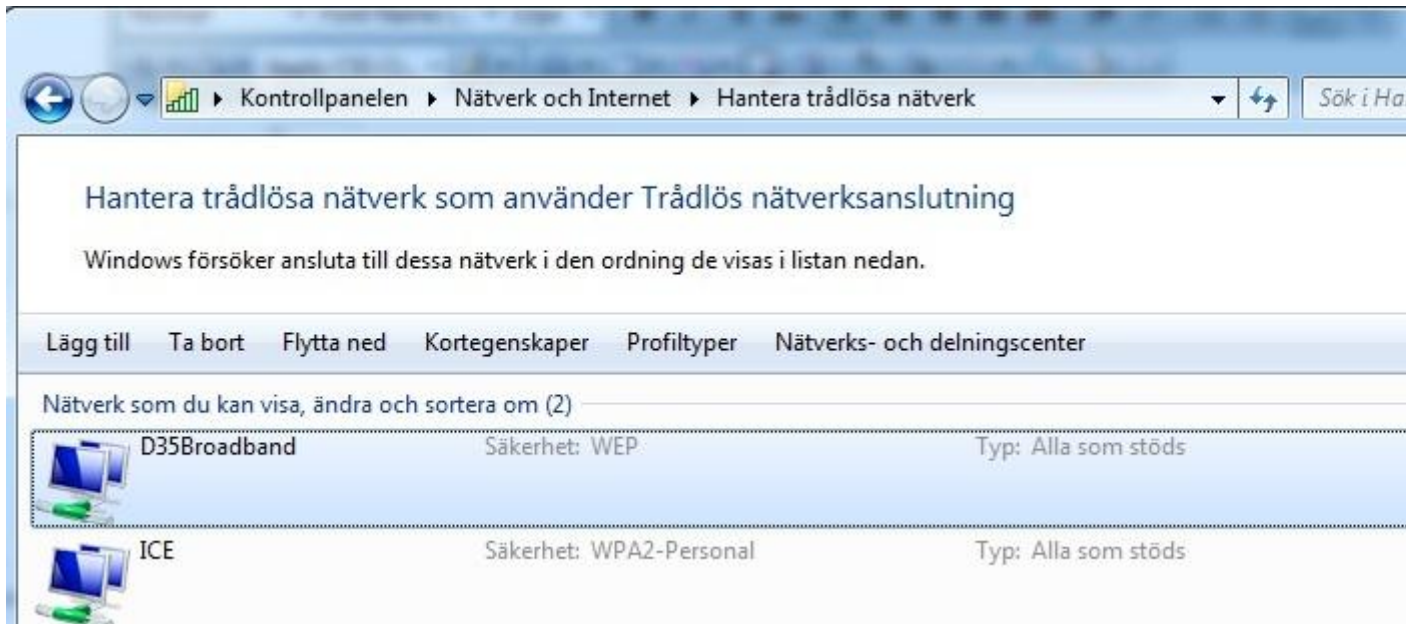 Kontrollpanelen Nätverk och Internet Hantera trådlösa nätverk Sök i Ha
Hantera trådlösa nätverk som använder Trådlös nätverksanslutning
Windows försöker ansluta till dessa nätverk i den ordning de visas i listan nedan.
Lägg till Ta bort Flytta ned Kortegenskaper Profiltyper Nätverks- och delningscenter
Nätverk som du kan visa, ändra och sortera om (2)
D35Broadband Säkerhet: WEP Typ: Alla som stöds
ICE Säkerhet: WPA2-Personal Typ: Alla som stöds